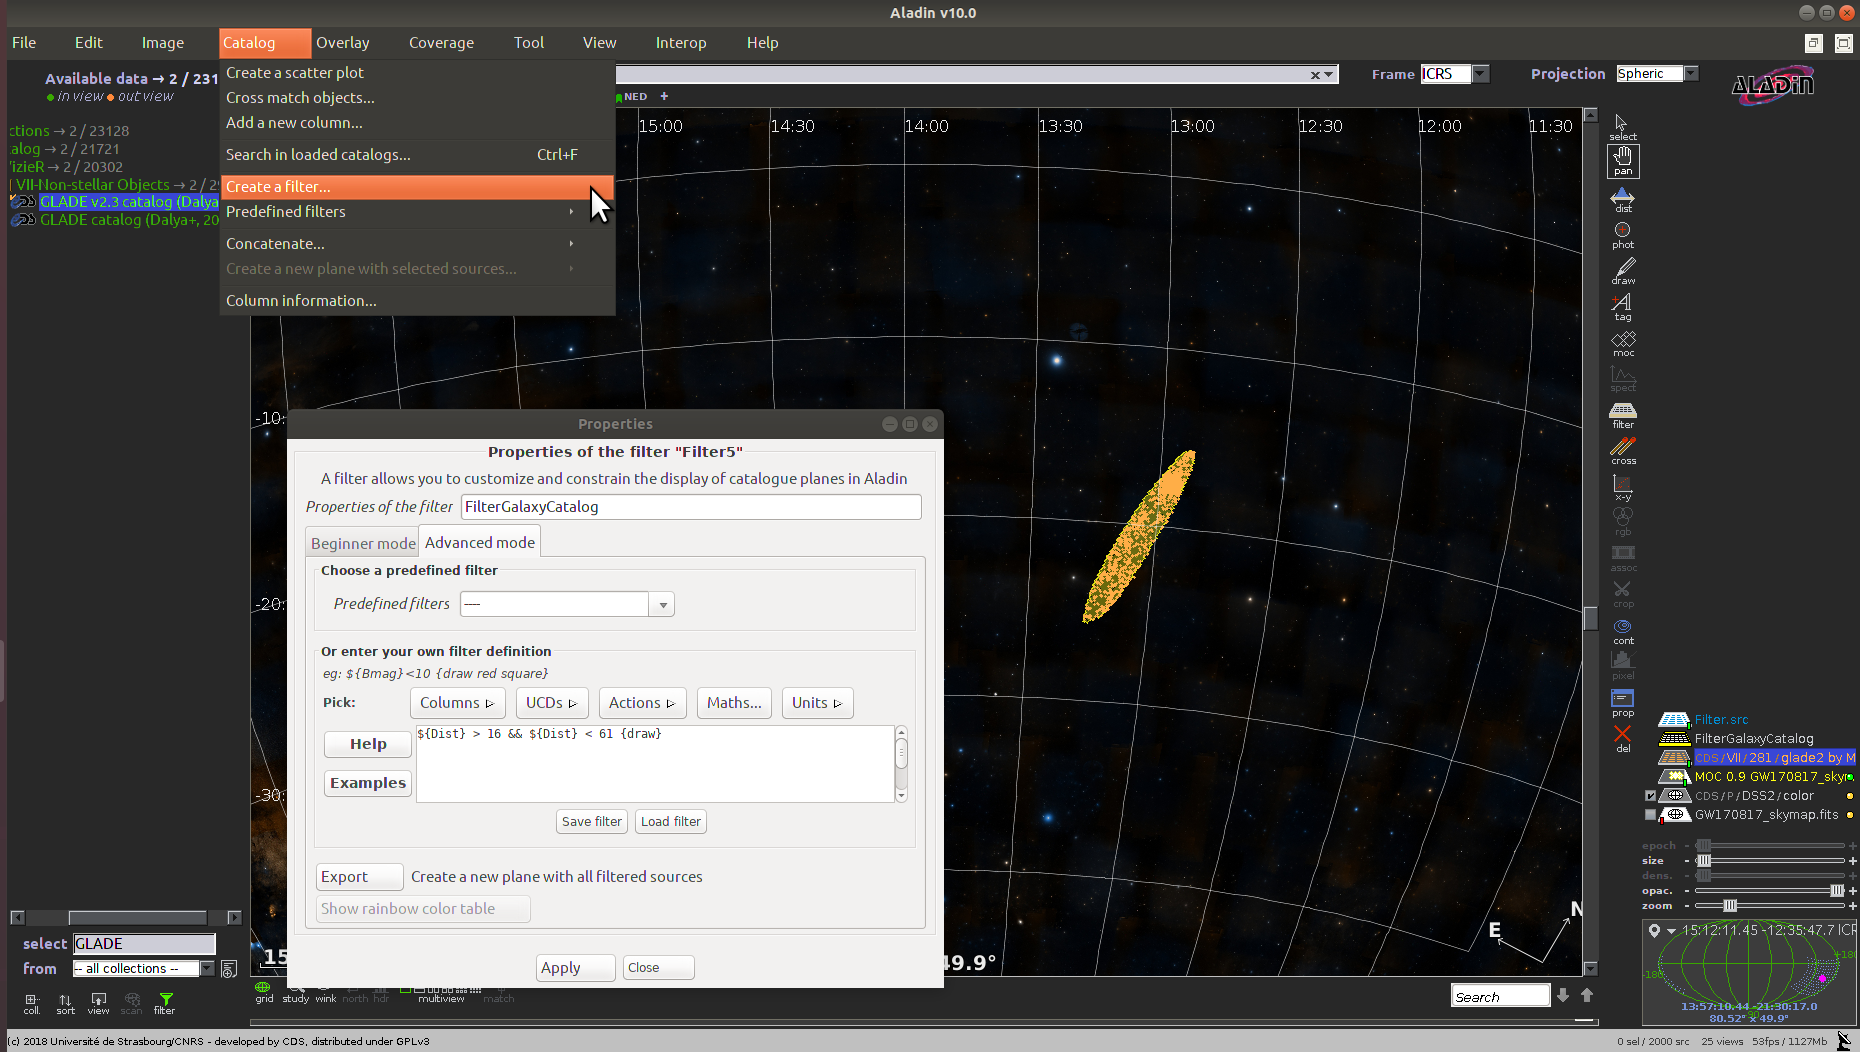 Aladin v10.0
File Edit Image Catalog Overlay Coverage Tool View Interop Help
Available data → 2 / 231
in view out view
ctions → 2 / 23128
alog → 2 / 21721
izieR → 2 / 20302
VII-Non-stellar Objects → 2 / 2
GLADE v2.3 catalog (Dalya
GLADE catalog (Dalya+, 20
Create a scatter plot
Cross match objects...
Add a new column...
Search in loaded catalogs... Ctrl+F
Create a filter...
Predefined filters
Concatenate...
Create a new plane with selected sources...
Column information...
Frame ICRS Projection Spheric
ALADin
NED +
15:00 14:30 14:00 13:30 13:00 12:30 12:00 11:30
-10:
-20:
-30:
Properties
Properties of the filter "Filter5"
A filter allows you to customize and constrain the display of catalogue planes in Aladin
Properties of the filter FilterGalaxyCatalog
Beginner mode Advanced mode
Choose a predefined filter
Predefined filters ---
Or enter your own filter definition
eg: ${Bmag}<10 {draw red square}
Pick: Columns UCDs Actions Maths... Units
${Dist} > 16 && ${Dist} < 61 {draw}
Help
Examples
Save filter Load filter
Export Create a new plane with all filtered sources
Show rainbow color table
Apply Close
15
49.9°
E N
select
pan
dist
phot
draw
tag
moc
spect
filter
cross
x-y
rgb
assoc
crop
cont
pixel
prop
del
Filter.src
FilterGalaxyCatalog
CDS/VII/281/glade2 by M
MOC 0.9 GW170817_skym
CDS/P/DSS2/color
GW170817_skymap.fits
epoch - +
size - +
dens. - +
opac. - +
zoom - +
15:12:11.45 -12:35:47.7 ICR
-180 +180
-90
13:57:10.44 -21:30:17.0
80.52° x 49.9°
select GLADE
from -- all collections --
coll. sort view scan filter
grid study wink north hdr multiview match
Search
(c) 2018 Université de Strasbourg/CNRS - developed by CDS, distributed under GPLv3
0 sel / 2000 src 25 views 53fps / 1127Mb